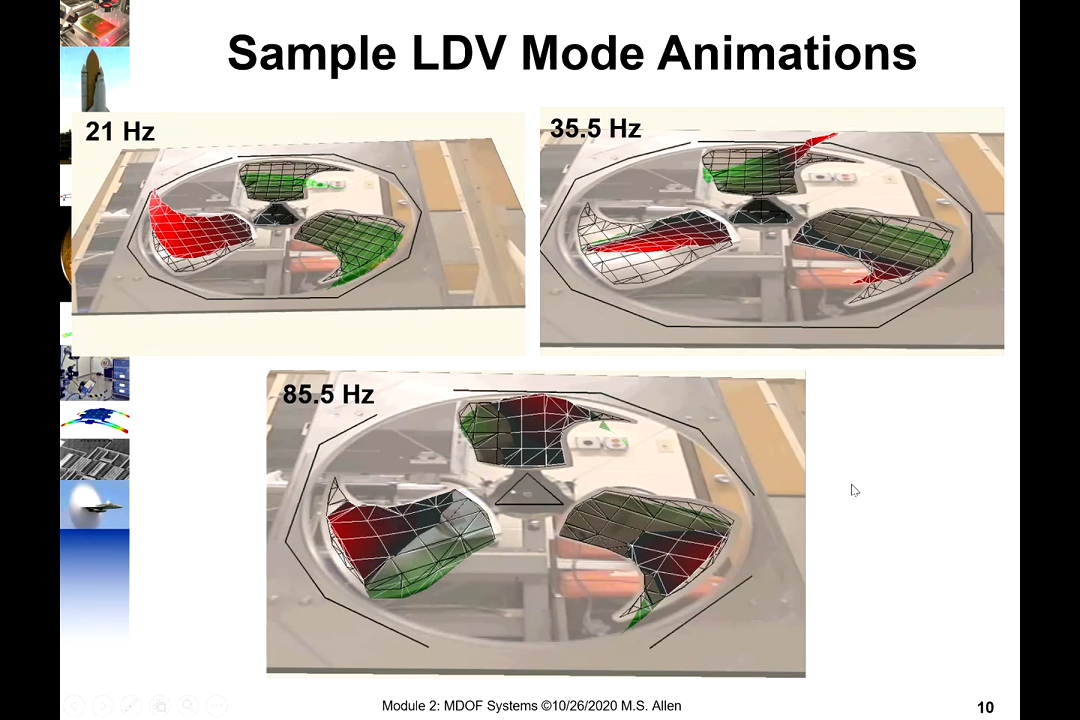 Sample LDV Mode Animations
21 Hz
35.5 Hz
85.5 Hz
Module 2: MDOF Systems ©10/26/2020 M.S. Allen
10